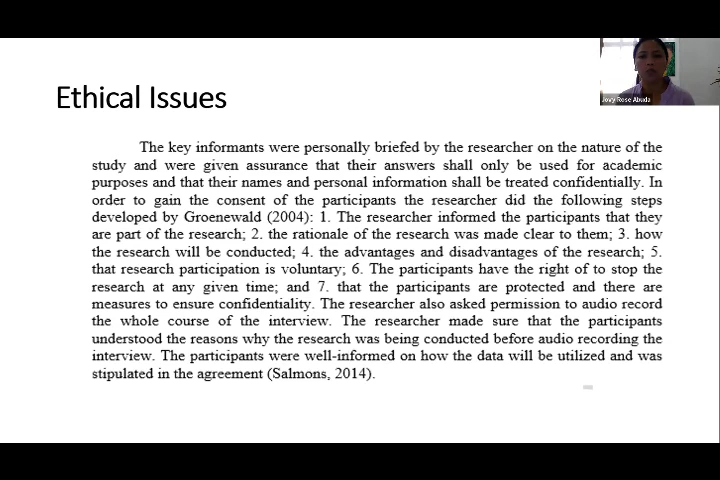 Jovy Rose Abuda
Ethical Issues
The key informants were personally briefed by the researcher on the nature of the
study and were given assurance that their answers shall only be used for academic
purposes and that their names and personal information shall be treated confidentially. In
order to gain the consent of the participants the researcher did the following steps
developed by Groenewald (2004): 1. The researcher informed the participants that they
are part of the research; 2. the rationale of the research was made clear to them; 3. how
the research will be conducted; 4. the advantages and disadvantages of the research; 5.
that research participation is voluntary; 6. The participants have the right of to stop the
research at any given time; and 7. that the participants are protected and there are
measures to ensure confidentiality. The researcher also asked permission to audio record
the whole course of the interview. The researcher made sure that the participants
understood the reasons why the research was being conducted before audio recording the
interview. The participants were well-informed on how the data will be utilized and was
stipulated in the agreement (Salmons, 2014).